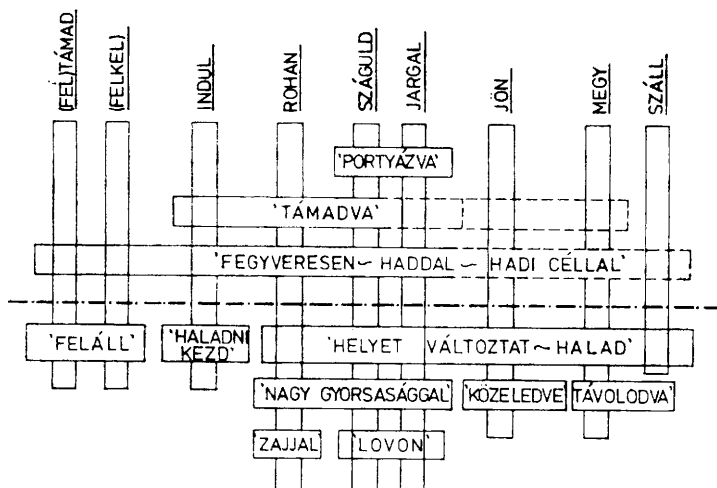 (FEL)TÁMAD
(FELKEL)
INDUL
ROHAN
SZÁGULD
JARGAL
JÖN
MEGY
SZÁLL
'PORTYÁZVA'
'TÁMADVA'
'FEGYVERESEN ~ HADDAL ~ HADI CÉLLAL'
'FELÁLL'
'HALADNI
KEZD'
'HELYET VÁLTOZTAT ~ HALAD'
'NAGY GYORSASÁGGAL'
'KÖZELEDVE'
'TÁVOLODVA'
'ZAJJAL'
'LOVON'